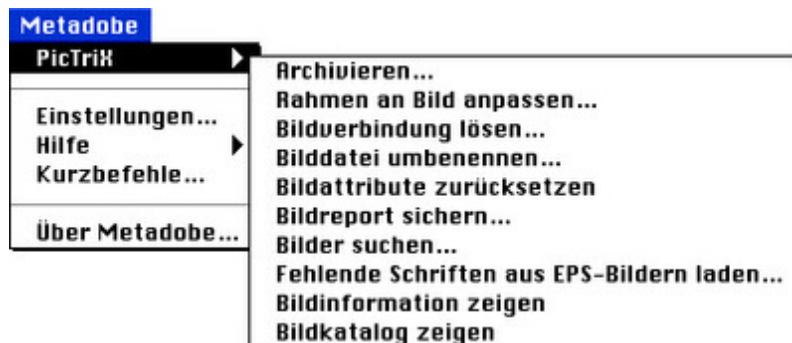 Metadobe
PicTriX
Einstellungen...
Hilfe
Kurzbefehle...
Über Metadobe...
Archivieren...
Rahmen an Bild anpassen...
Bildverbindung lösen...
Bilddatei umbenennen...
Bildattribute zurücksetzen
Bildreport sichern...
Bilder suchen...
Fehlende Schriften aus EPS-Bildern laden...
Bildinformation zeigen
Bildkatalog zeigen